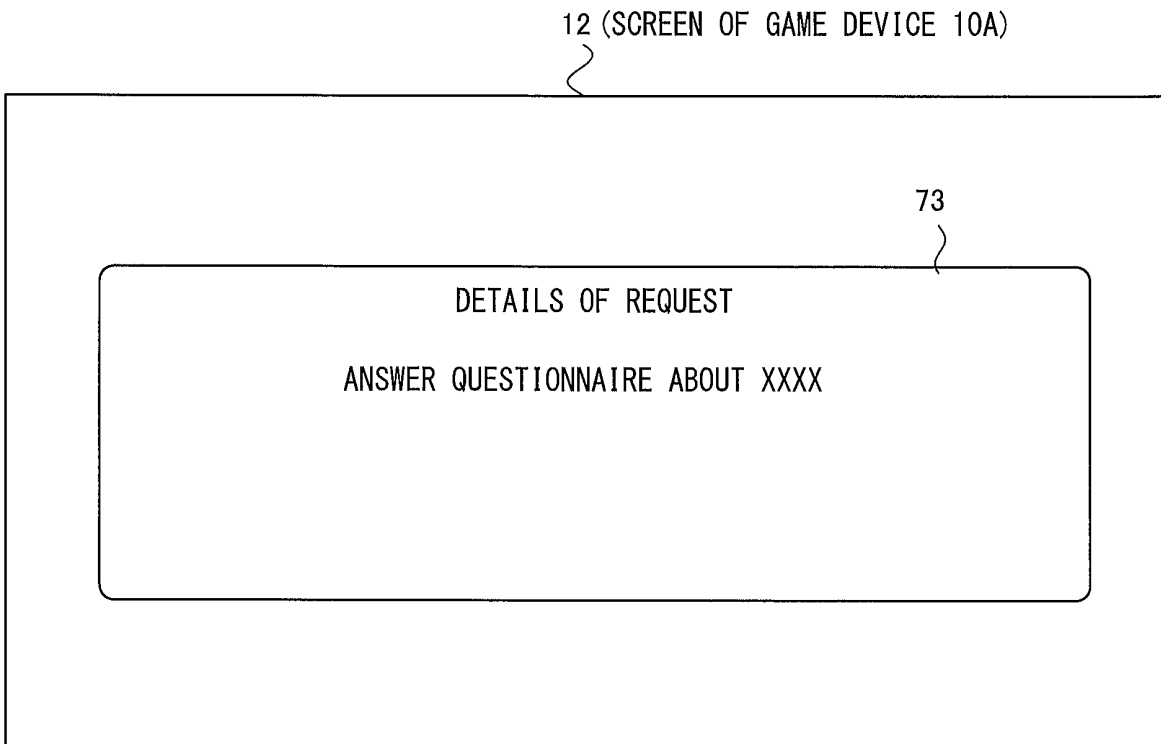 12 (SCREEN OF GAME DEVICE 10A)
73
DETAILS OF REQUEST
ANSWER QUESTIONNAIRE ABOUT XXXX